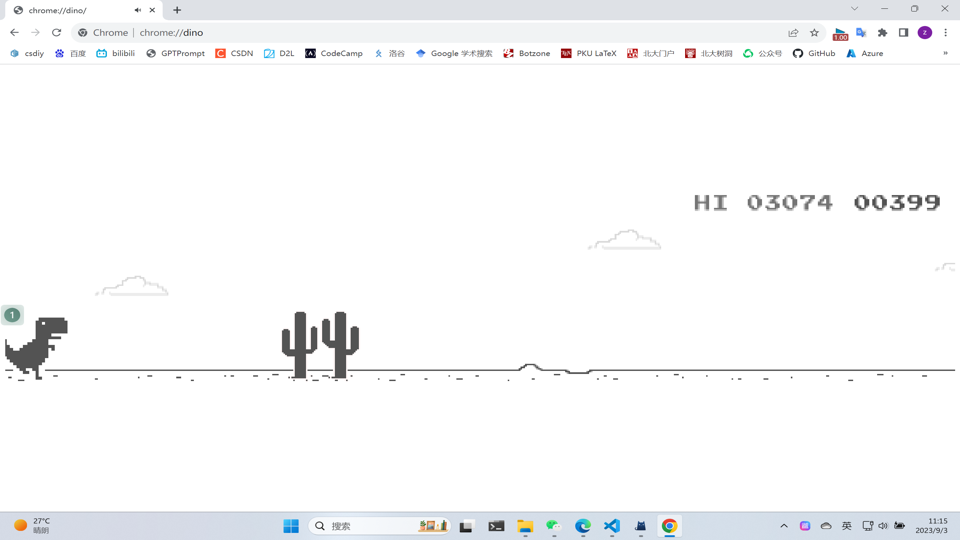 chrome://dino/
Chrome | chrome://dino
1.00
z
csdiy 百度 bilibili GPTPrompt CSDN D2L CodeCamp 洛谷 Google 学术搜索 Botzone PKU LaTeX 北大门户 北大树洞 公众号 GitHub Azure »
HI 03074 00399
1
27°C
晴朗
搜索
英
11:15
2023/9/3